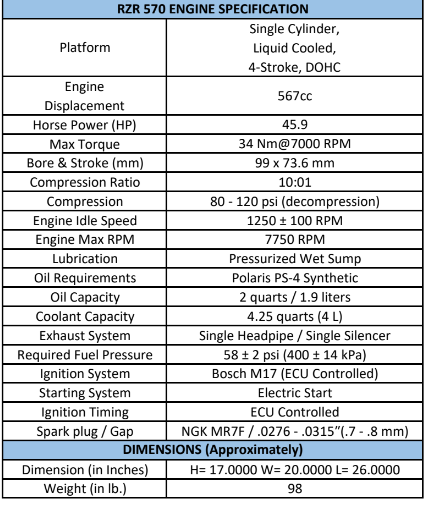 RZR 570 ENGINE SPECIFICATION
Platform
Single Cylinder,
Liquid Cooled,
4-Stroke, DOHC
Engine
Displacement
567cc
Horse Power (HP) 45.9
Max Torque 34 Nm@7000 RPM
Bore & Stroke (mm) 99 x 73.6 mm
Compression Ratio 10:01
Compression 80 - 120 psi (decompression)
Engine Idle Speed 1250 ± 100 RPM
Engine Max RPM 7750 RPM
Lubrication Pressurized Wet Sump
Oil Requirements Polaris PS-4 Synthetic
Oil Capacity 2 quarts / 1.9 liters
Coolant Capacity 4.25 quarts (4 L)
Exhaust System Single Headpipe / Single Silencer
Required Fuel Pressure 58 ± 2 psi (400 ± 14 kPa)
Ignition System Bosch M17 (ECU Controlled)
Starting System Electric Start
Ignition Timing ECU Controlled
Spark plug / Gap NGK MR7F / .0276 - .0315”(.7 - .8 mm)
DIMENSIONS (Approximately)
Dimension (in Inches) H= 17.0000 W= 20.0000 L= 26.0000
Weight (in lb.) 98